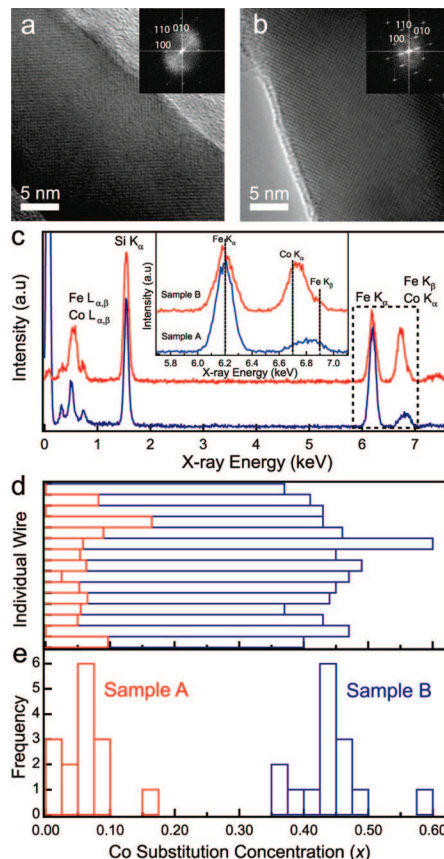 a
110 010
100
5 nm
b
110 010
100
5 nm
c
Intensity (a.u)
Fe Lα,β
Co Lα,β
Si Kα
Fe Kα
Co Kα
Fe Kβ
Sample B
Sample A
5.8 6.0 6.2 6.4 6.6 6.8 7.0
X-ray Energy (keV)
Fe Kα
Fe Kβ
Co Kα
0 1 2 3 4 5 6 7
X-ray Energy (keV)
d
Individual Wire
e
Frequency
6
5
4
3
2
1
0
Sample A
Sample B
0.00 0.10 0.20 0.30 0.40 0.50 0.60
Co Substitution Concentration (x)